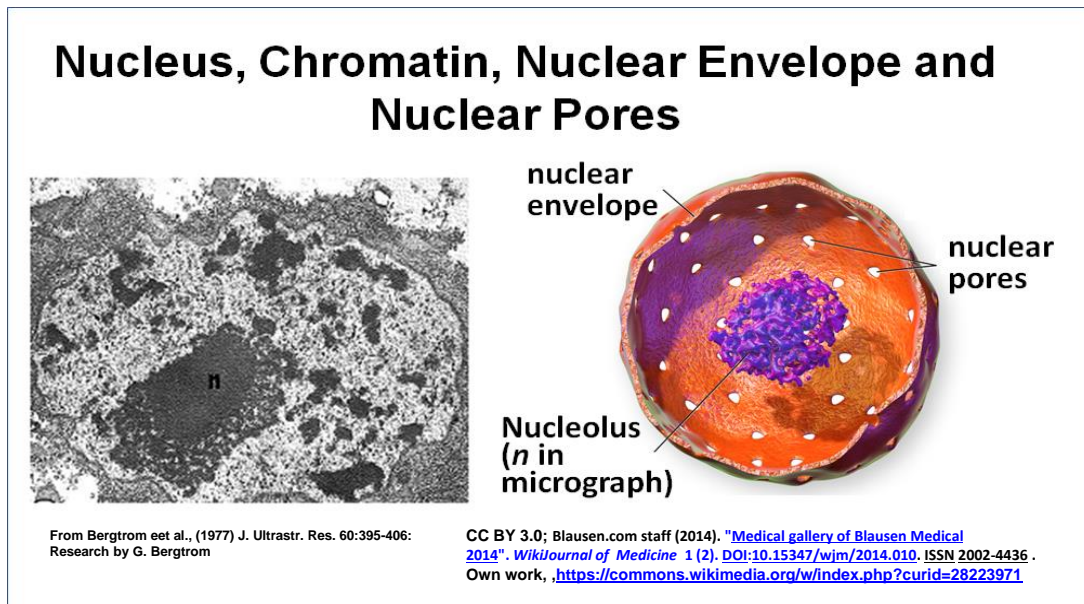 Nucleus, Chromatin, Nuclear Envelope and
Nuclear Pores
n
nuclear
envelope
nuclear
pores
Nucleolus
(n in
micrograph)
From Bergtrom eet al., (1977) J. Ultrastr. Res. 60:395-406:
Research by G. Bergtrom
CC BY 3.0; Blausen.com staff (2014). "Medical gallery of Blausen Medical
2014". WikiJournal of Medicine 1 (2). DOI:10.15347/wjm/2014.010. ISSN 2002-4436 .
Own work, ,https://commons.wikimedia.org/w/index.php?curid=28223971